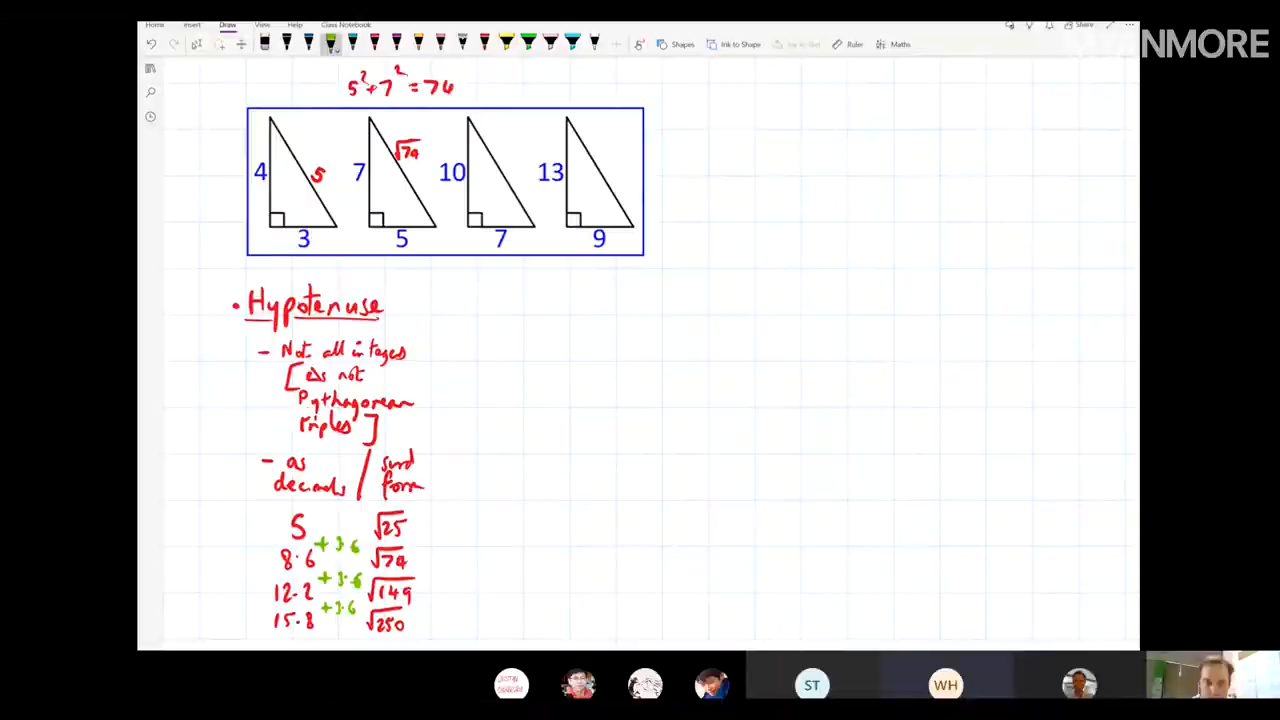 Home Insert Draw View Help Class Notebook Share
Shapes Ink to Shape Ruler Maths
NMORE
5²+7²=74
4 5 7 √74 10 13
3 5 7 9
• Hypotenuse
- Not all integers
[as not
Pythagorean
triples]
- as / surd
decimals form
5 √25
+3.6
8.6 √74
+3.6
12.2 √149
+3.6
15.8 √250
ST WH